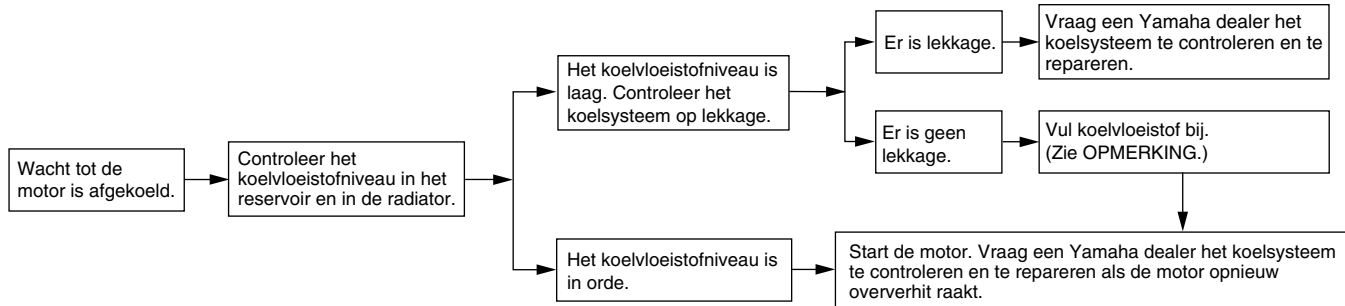 Wacht tot de
motor is afgekoeld.
Controleer het
koelvloeistofniveau in het
reservoir en in de radiator.
Het koelvloeistofniveau is
laag. Controleer het
koelsysteem op lekkage.
Er is lekkage.
Vraag een Yamaha dealer het
koelsysteem te controleren en te
repareren.
Er is geen
lekkage.
Vul koelvloeistof bij.
(Zie OPMERKING.)
Het koelvloeistofniveau is
in orde.
Start de motor. Vraag een Yamaha dealer het koelsysteem
te controleren en te repareren als de motor opnieuw
oververhit raakt.